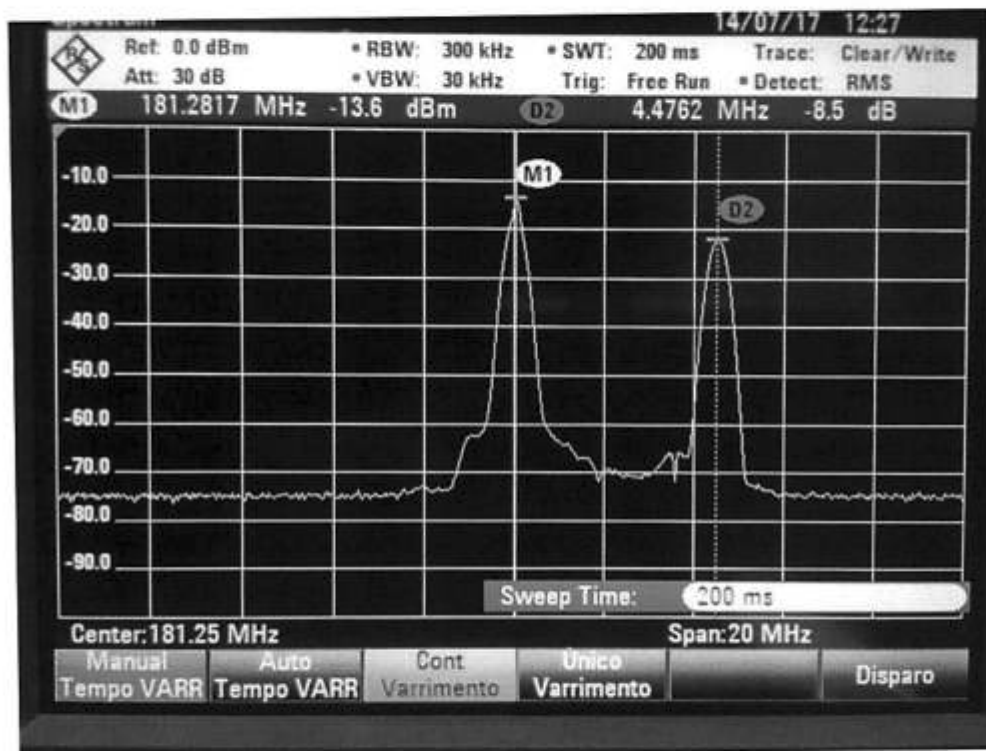 Spectrum 14/07/17 12:27
R S Ref: 0.0 dBm • RBW: 300 kHz • SWT: 200 ms Trace: Clear/Write
Att: 30 dB • VBW: 30 kHz Trig: Free Run • Detect: RMS
M1 181.2817 MHz -13.6 dBm D2 4.4762 MHz -8.5 dB
M1
-10.0
D2
-20.0
-30.0
-40.0
-50.0
-60.0
-70.0
-80.0
-90.0
Sweep Time: 200 ms
Center:181.25 MHz Span:20 MHz
Manual Auto Cont Único Disparo
Tempo VARR Tempo VARR Varrimento Varrimento